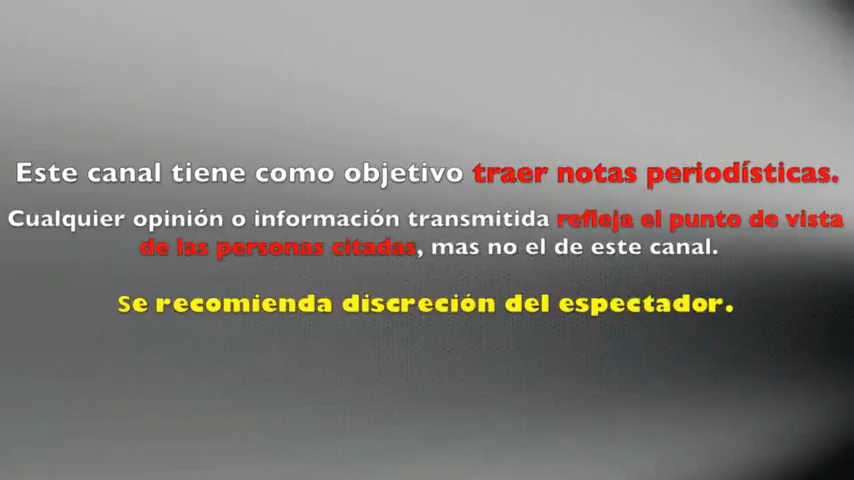 Este canal tiene como objetivo traer notas periodísticas.
Cualquier opinión o información transmitida refleja el punto de vista
de las personas citadas, mas no el de este canal.
Se recomienda discreción del espectador.